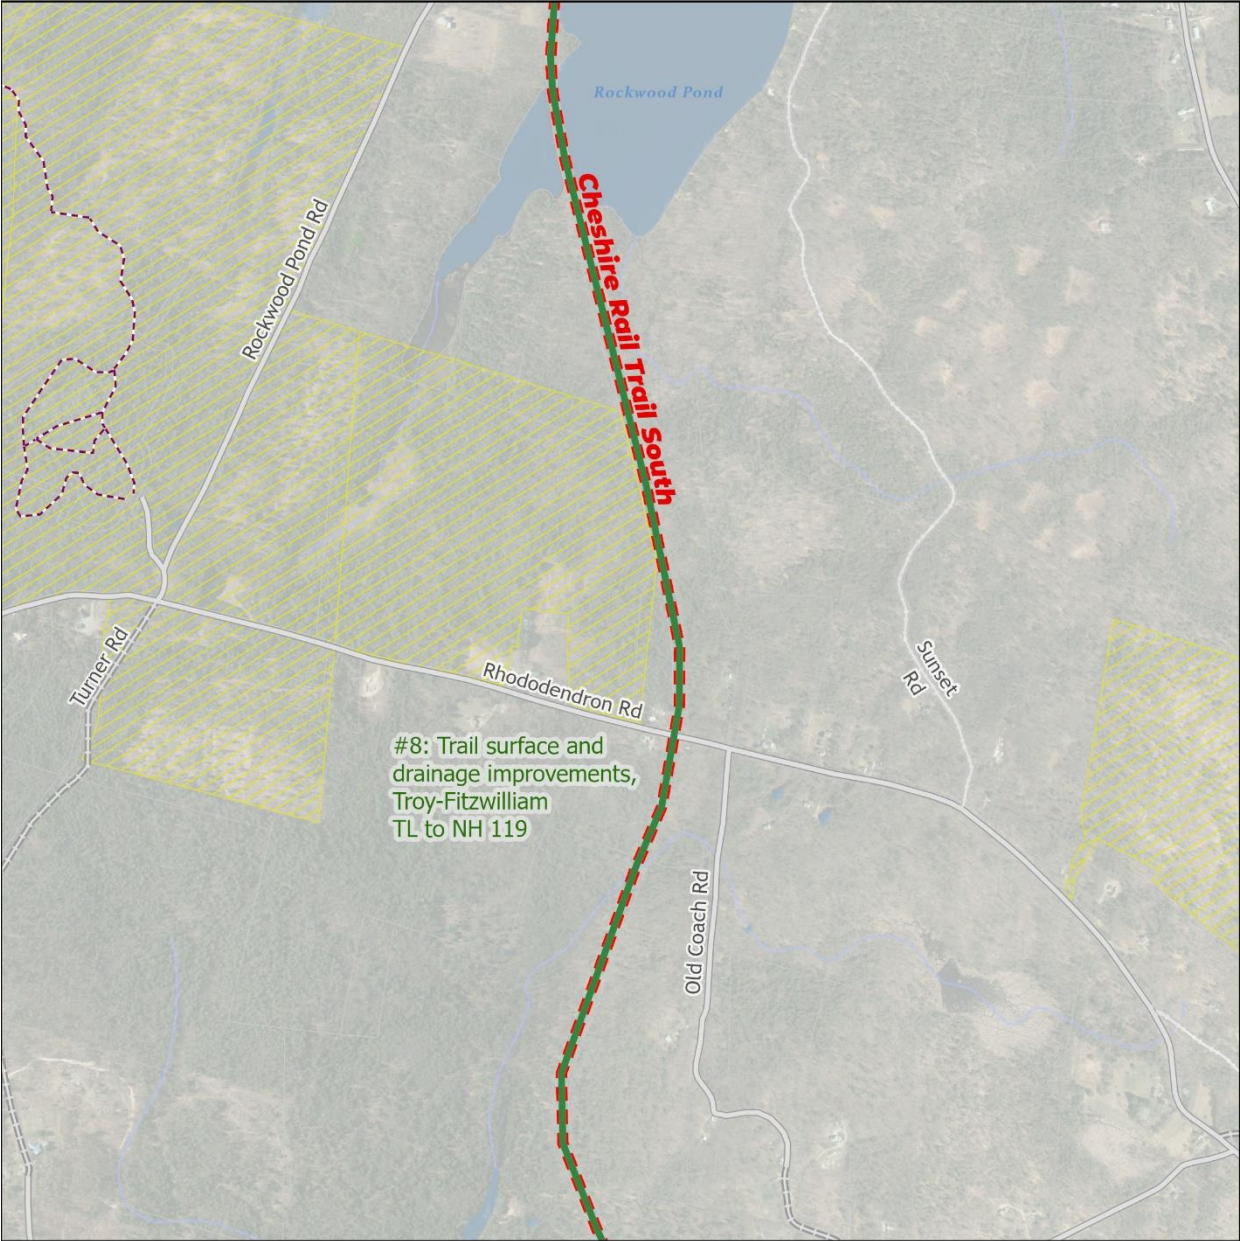 Rockwood Pond
Cheshire Rail Trail South
Rockwood Pond Rd
Turner Rd
Rhododendron Rd
Sunset
Rd
#8: Trail surface and
drainage improvements,
Troy-Fitzwilliam
TL to NH 119
Old Coach Rd